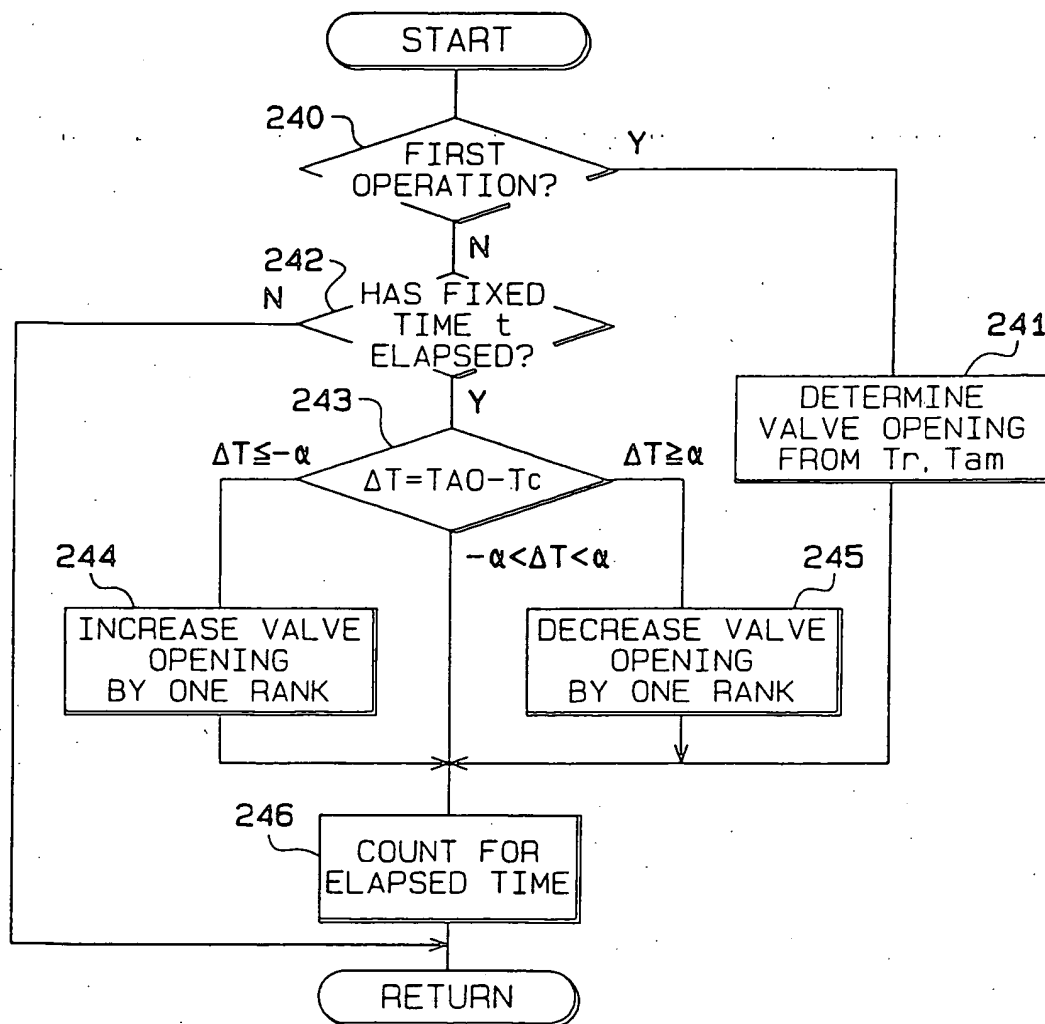 START
240
FIRST
OPERATION?
Y
N
242
N
HAS FIXED
TIME t
ELAPSED?
241
DETERMINE
VALVE OPENING
FROM Tr, Tam
243
Y
ΔT≦-α
ΔT=TAO-Tc
ΔT≧α
-α<ΔT<α
244
INCREASE VALVE
OPENING
BY ONE RANK
245
DECREASE VALVE
OPENING
BY ONE RANK
246
COUNT FOR
ELAPSED TIME
RETURN